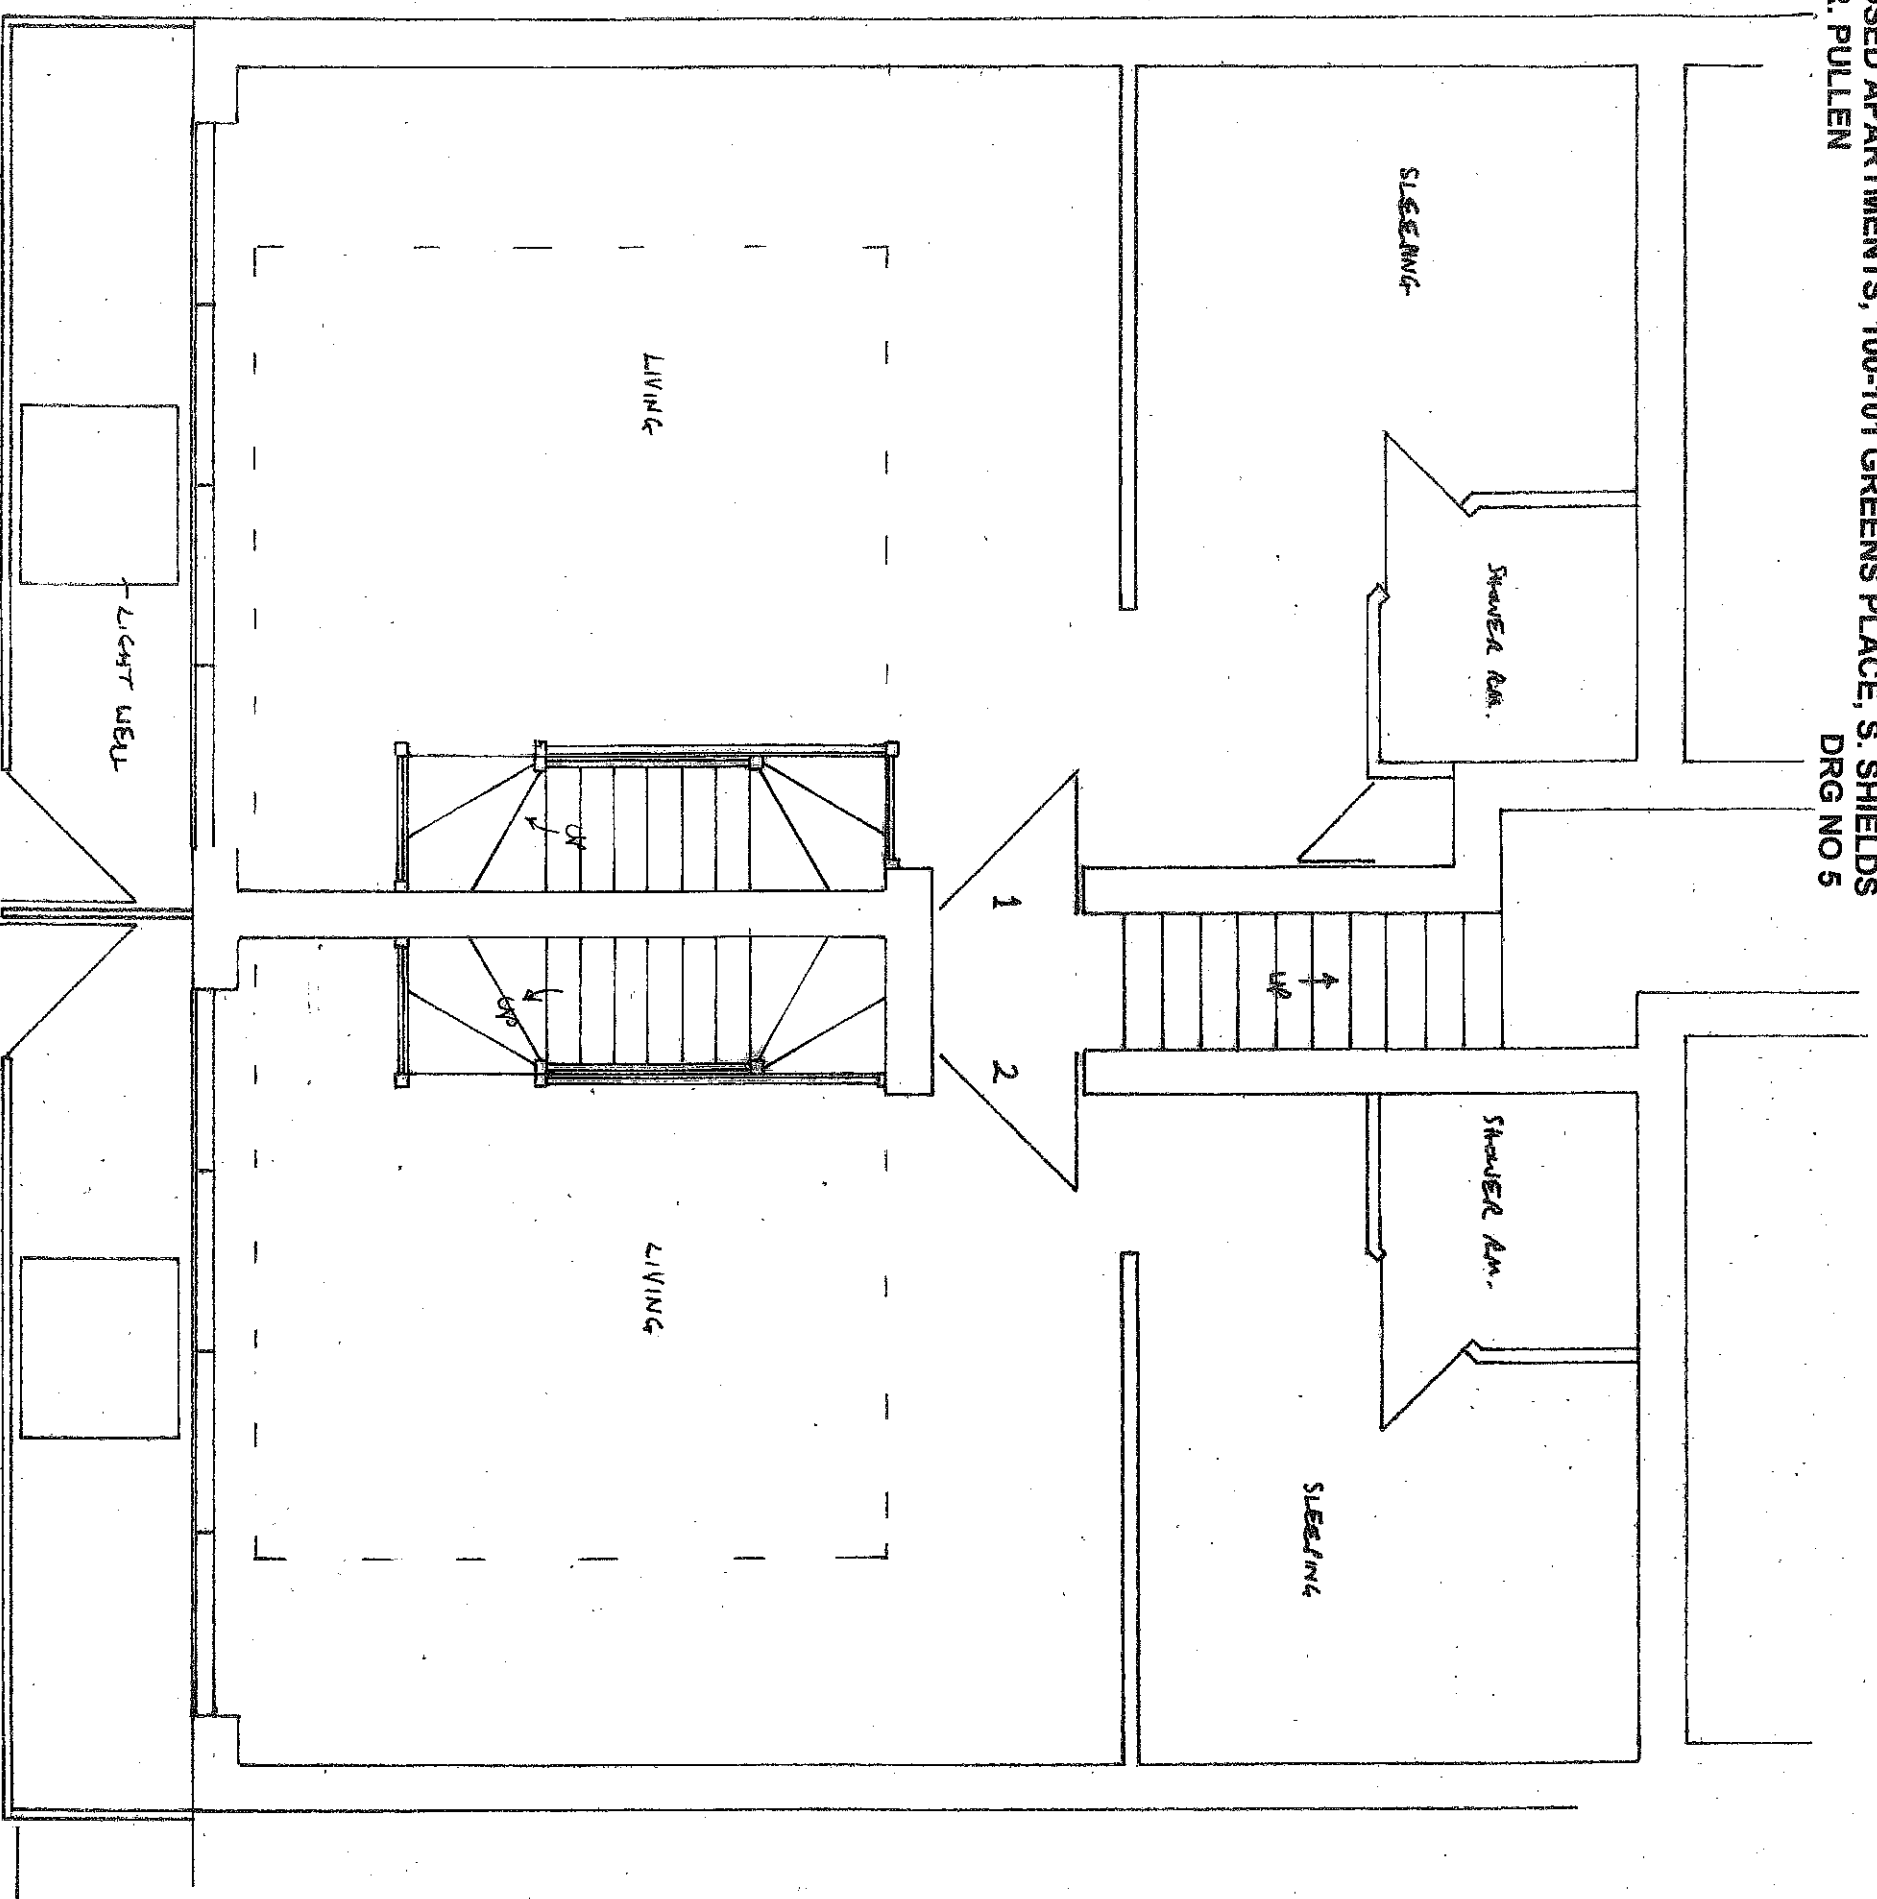 SED APARTMENTS, 100-101 GREENS PLACE, S. SHIELDS
. PULLEN
DRG NO 5
SLEEPING
SHOWER RM.
LIVING
LIGHT WELL
UP
1
UP
2
UP
SHOWER RM.
LIVING
SLEEPING